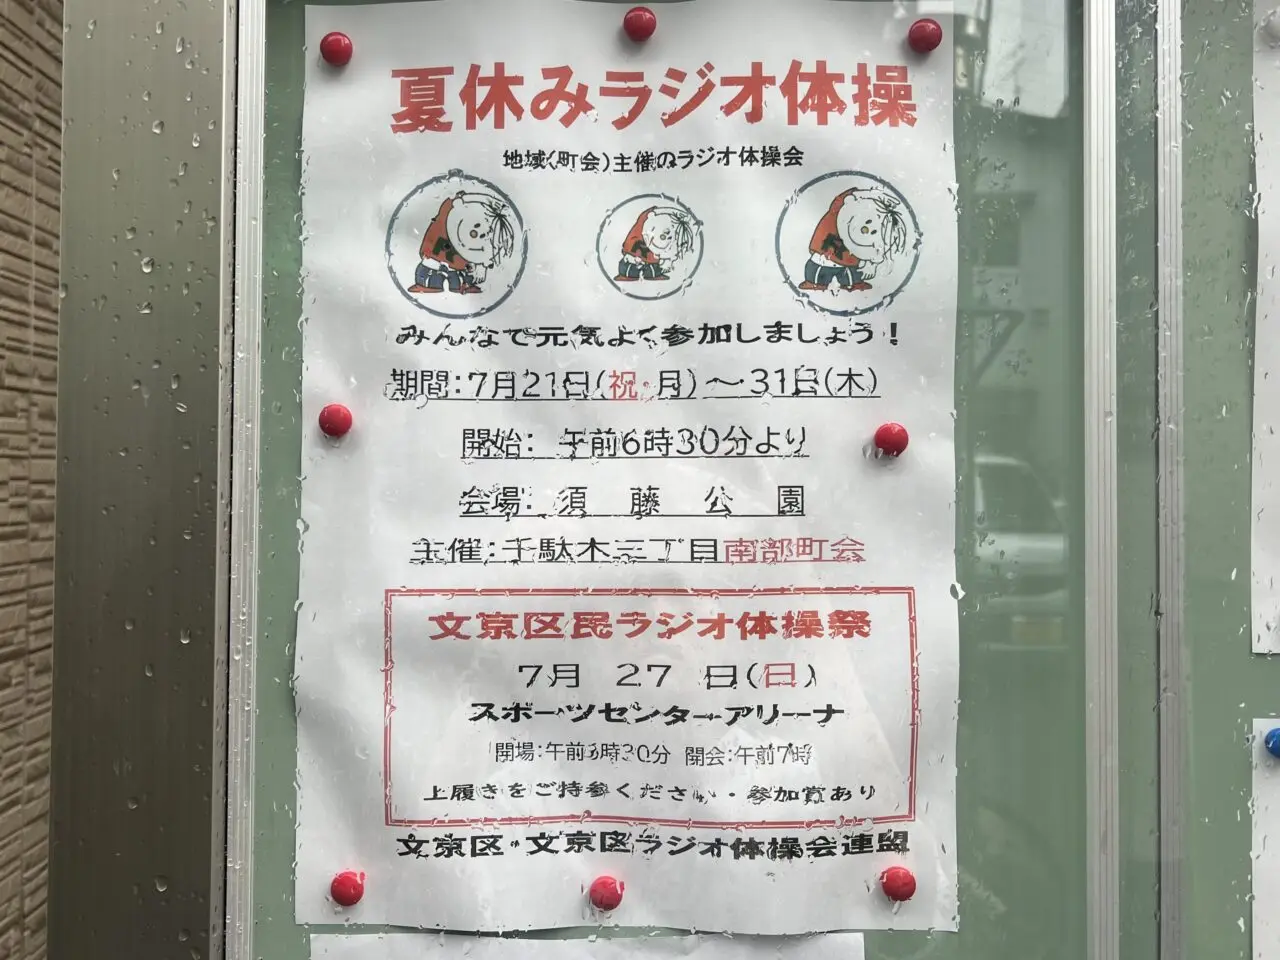 夏休みラジオ体操
地域(町会)主催のラジオ体操会
みんなで元気よく参加しましょう！
期間：7月21日(祝・月)～31日(木)
開始： 午前6時30分より
会場： 須 藤 公 園
主催：千駄木三丁目南部町会
文京区民ラジオ体操祭
7月 27 日(日)
スポーツセンターアリーナ
開場：午前6時30分 開会：午前7時
上履きをご持参ください・参加賞あり
文京区・文京区ラジオ体操会連盟